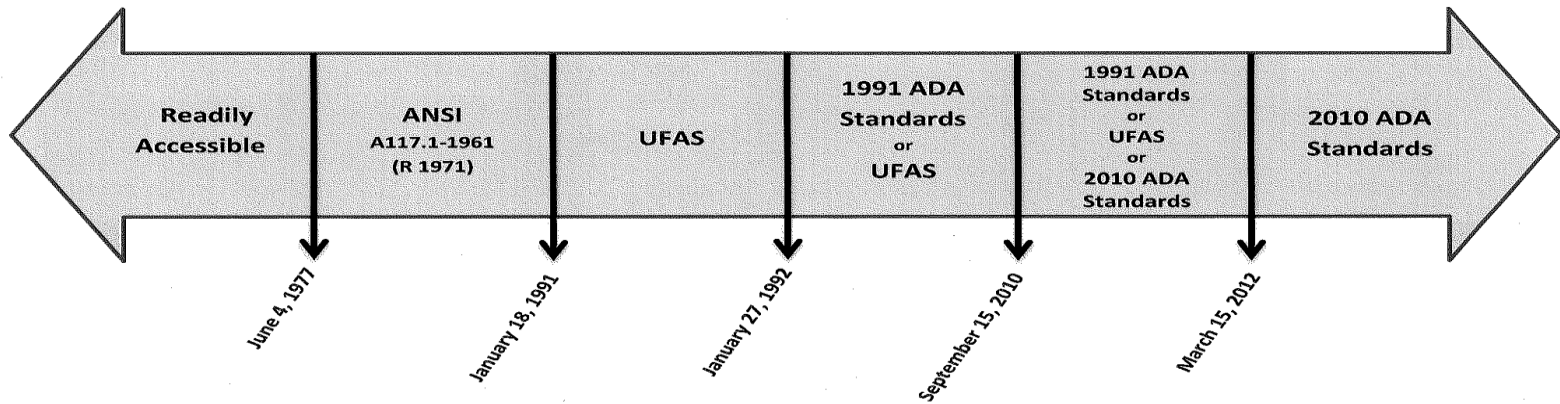 Readily
Accessible
ANSI
A117.1-1961
(R 1971)
UFAS
1991 ADA
Standards
or
UFAS
1991 ADA
Standards
or
UFAS
or
2010 ADA
Standards
2010 ADA
Standards
June 4, 1977
January 18, 1991
January 27, 1992
September 15, 2010
March 15, 2012